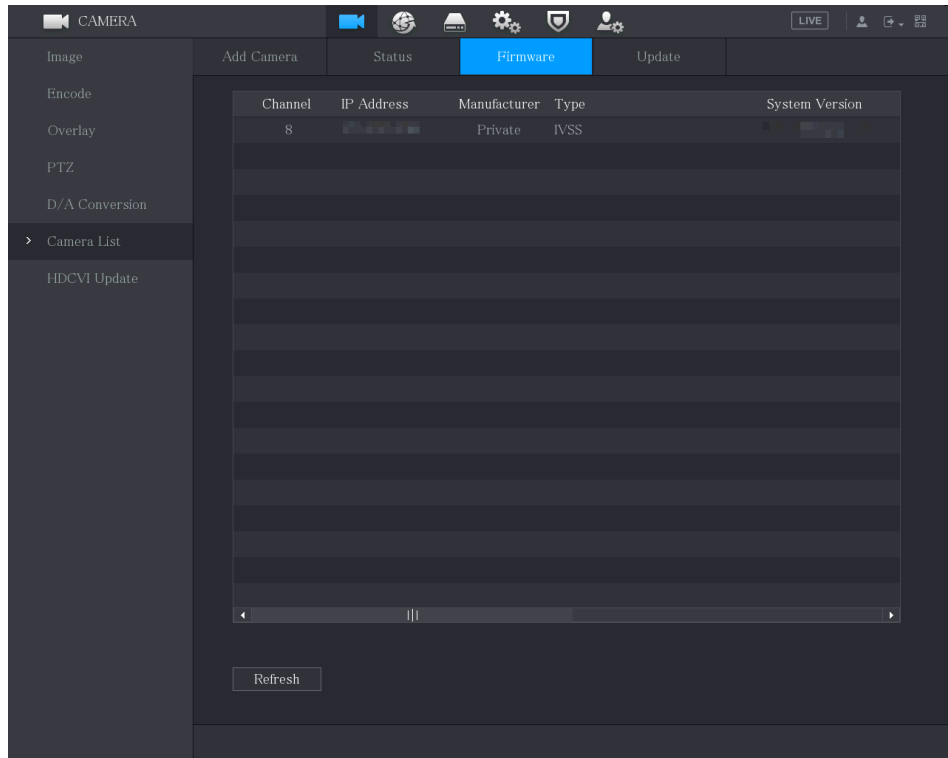 CAMERA LIVE
Image
Encode
Overlay
PTZ
D/A Conversion
Camera List
HDCVI Update
Add Camera Status Firmware Update
Channel IP Address Manufacturer Type System Version
8 Private IVSS
Refresh